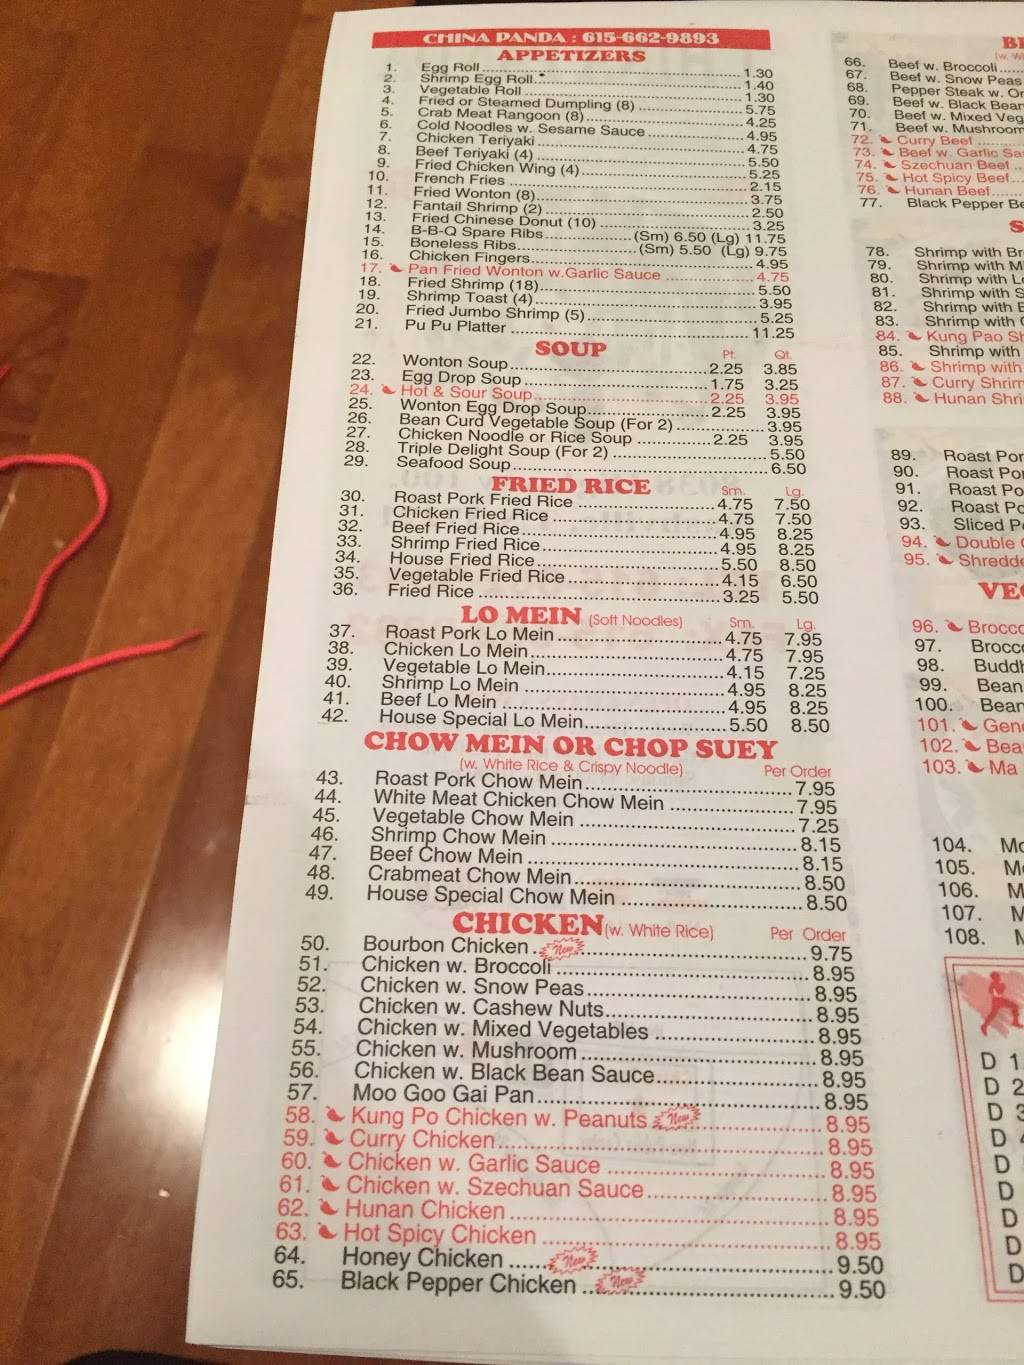 CHINA PANDA : 615-662-9893
APPETIZERS
1. Egg Roll 1.30
2. Shrimp Egg Roll 1.40
3. Vegetable Roll 1.30
4. Fried or Steamed Dumpling (8) 5.75
5. Crab Meat Rangoon (8) 4.25
6. Cold Noodles w. Sesame Sauce 4.95
7. Chicken Teriyaki 4.75
8. Beef Teriyaki (4) 5.50
9. Fried Chicken Wing (4) 5.25
10. French Fries 2.15
11. Fried Wonton (8) 3.75
12. Fantail Shrimp (2) 2.50
13. Fried Chinese Donut (10) 3.25
14. B-B-Q Spare Ribs (Sm) 6.50 (Lg) 11.75
15. Boneless Ribs (Sm) 5.50 (Lg) 9.75
16. Chicken Fingers 4.95
17. Pan Fried Wonton w.Garlic Sauce 4.75
18. Fried Shrimp (18) 5.50
19. Shrimp Toast (4) 3.95
20. Fried Jumbo Shrimp (5) 5.25
21. Pu Pu Platter 11.25
SOUP Pt. Qt.
22. Wonton Soup 2.25 3.85
23. Egg Drop Soup 1.75 3.25
24. Hot & Sour Soup 2.25 3.95
25. Wonton Egg Drop Soup 2.25 3.95
26. Bean Curd Vegetable Soup (For 2) 3.95
27. Chicken Noodle or Rice Soup 2.25 3.95
28. Triple Delight Soup (For 2) 5.50
29. Seafood Soup 6.50
FRIED RICE Sm. Lg.
30. Roast Pork Fried Rice 4.75 7.50
31. Chicken Fried Rice 4.75 7.50
32. Beef Fried Rice 4.95 8.25
33. Shrimp Fried Rice 4.95 8.25
34. House Fried Rice 5.50 8.50
35. Vegetable Fried Rice 4.15 6.50
36. Fried Rice 3.25 5.50
LO MEIN (Soft Noodles) Sm. Lg.
37. Roast Pork Lo Mein 4.75 7.95
38. Chicken Lo Mein 4.75 7.95
39. Vegetable Lo Mein 4.15 7.25
40. Shrimp Lo Mein 4.95 8.25
41. Beef Lo Mein 4.95 8.25
42. House Special Lo Mein 5.50 8.50
CHOW MEIN OR CHOP SUEY
(w. White Rice & Crispy Noodle) Per Order
43. Roast Pork Chow Mein 7.95
44. White Meat Chicken Chow Mein 7.95
45. Vegetable Chow Mein 7.25
46. Shrimp Chow Mein 8.15
47. Beef Chow Mein 8.15
48. Crabmeat Chow Mein 8.50
49. House Special Chow Mein 8.50
CHICKEN (w. White Rice) Per Order
50. Bourbon Chicken New 9.75
51. Chicken w. Broccoli 8.95
52. Chicken w. Snow Peas 8.95
53. Chicken w. Cashew Nuts 8.95
54. Chicken w. Mixed Vegetables 8.95
55. Chicken w. Mushroom 8.95
56. Chicken w. Black Bean Sauce 8.95
57. Moo Goo Gai Pan 8.95
58. Kung Po Chicken w. Peanuts New 8.95
59. Curry Chicken 8.95
60. Chicken w. Garlic Sauce 8.95
61. Chicken w. Szechuan Sauce 8.95
62. Hunan Chicken 8.95
63. Hot Spicy Chicken 8.95
64. Honey Chicken New 9.50
65. Black Pepper Chicken New 9.50
66. Beef w. Broccoli
67. Beef w. Snow Peas
68. Pepper Steak w. On
69. Beef w. Black Bean
70. Beef w. Mixed Veg
71. Beef w. Mushroom
72. Curry Beef
73. Beef w. Garlic Sa
74. Szechuan Beef
75. Hot Spicy Beef
76. Hunan Beef
77. Black Pepper Be
S
78. Shrimp with Br
79. Shrimp with M
80. Shrimp with L
81. Shrimp with S
82. Shrimp with
83. Shrimp with
84. Kung Pao Sh
85. Shrimp with
86. Shrimp with
87. Curry Shrim
88. Hunan Shri
89. Roast Por
90. Roast Po
91. Roast Po
92. Roast Po
93. Sliced P
94. Double
95. Shredde
VEG
96. Brocco
97. Brocco
98. Buddh
99. Bean
100. Bean
101. Gene
102. Bea
103. Ma
104. Mo
105. Mo
106. M
107. M
108. M
D 1.
D 2
D 3
D 4
D
D
D
D
D